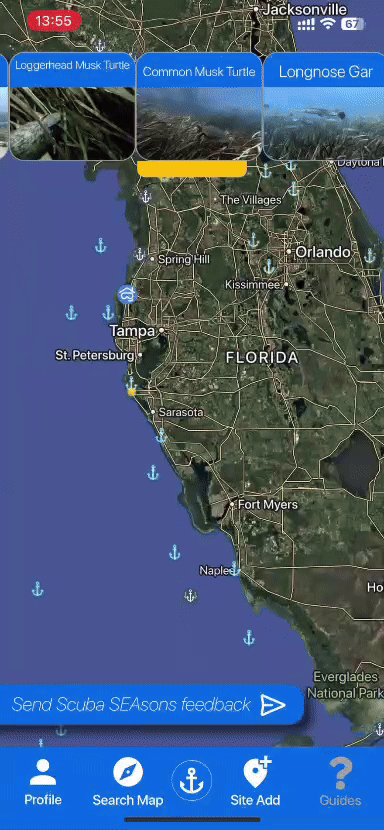 Jacksonville
13:55
67
Loggerhead Musk Turtle
Common Musk Turtle
Longnose Gar
Daytona
The Villages
Orlando
Spring Hill
Kissimmee
Tampa
St. Petersburg
FLORIDA
Sarasota
Fort Myers
Naples
Ho
Everglades
National Park
Send Scuba SEAsons feedback
Profile
Search Map
Site Add
Guides